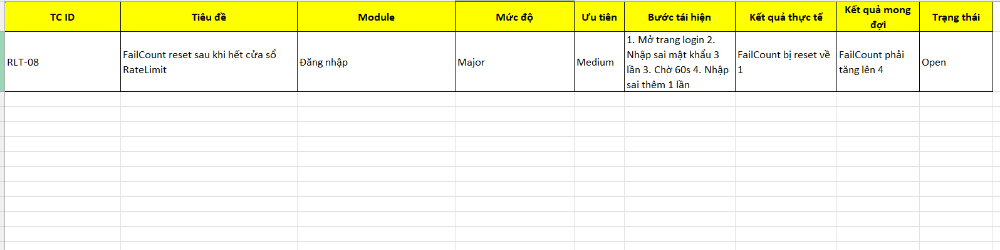 TC ID
Tiêu đề
Module
Mức độ
Ưu tiên
Bước tái hiện
Kết quả thực tế
Kết quả mong
đợi
Trạng thái
RLT-08
FailCount reset sau khi hết cửa sổ
RateLimit
Đăng nhập
Major
Medium
1. Mở trang login 2.
Nhập sai mật khẩu 3
lần 3. Chờ 60s 4. Nhập
sai thêm 1 lần
FailCount bị reset về
1
FailCount phải
tăng lên 4
Open